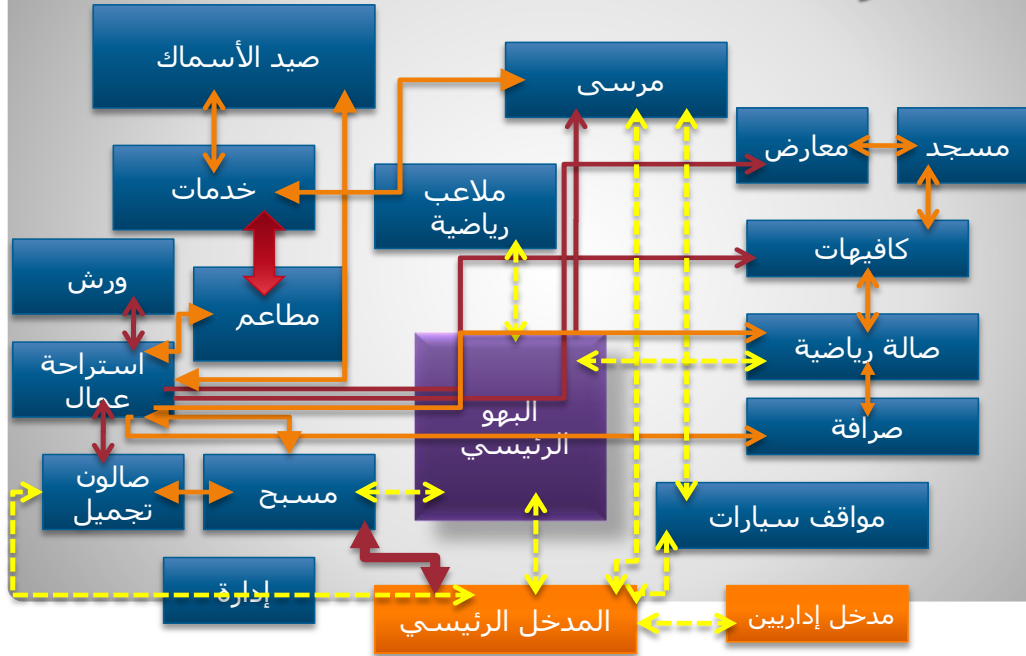 صيد الأسماك
مرسى
معارض
مسجد
خدمات
ملاعب
رياضية
كافيهات
ورش
مطاعم
صالة رياضية
استراحة
عمال
البهو
الرئيسي
صرافة
صالون
تجميل
مسبح
مواقف سيارات
إدارة
المدخل الرئيسي
مدخل إداريين